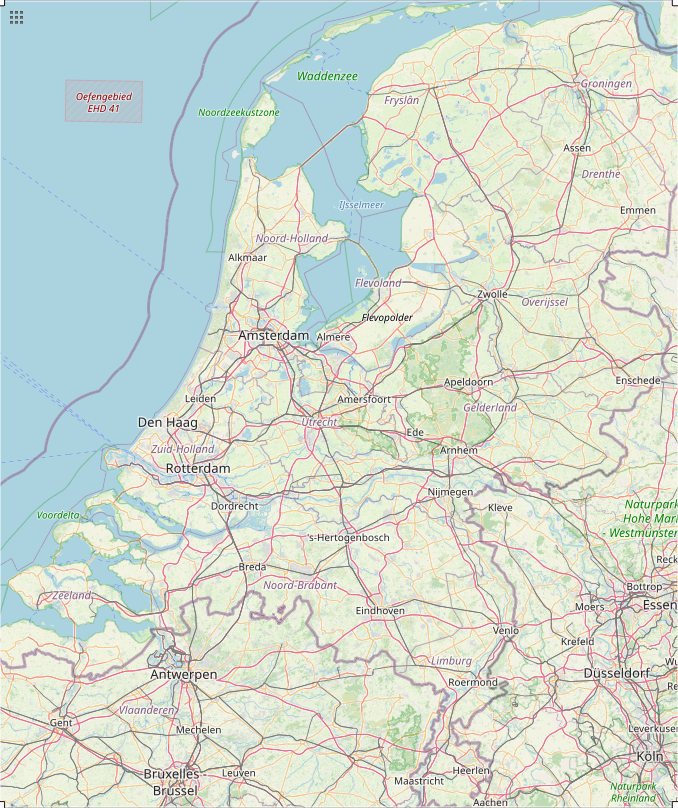 Waddenzee
Oefengebied
EHD 41
Fryslân
Groningen
Noordzeekustzone
Assen
Drenthe
IJsselmeer
Emmen
Noord-Holland
Alkmaar
Flevoland
Zwolle
Overijssel
Flevopolder
Amsterdam
Almere
Apeldoorn
Enschede
Leiden
Amersfoort
Gelderland
Den Haag
Utrecht
Ede
Zuid-Holland
Arnhem
Rotterdam
Nijmegen
Dordrecht
Kleve
Naturpark
Hohe Mark
Westmünster
Voordelta
's-Hertogenbosch
Reck
Breda
Noord-Brabant
Bottrop
Zeeland
Eindhoven
Moers
Essen
Venlo
Krefeld
Limburg
Wu
Antwerpen
Roermond
Düsseldorf
Re
Vlaanderen
Gent
Mechelen
Leverkusen
Köln
Bruxelles-
Brussel
Leuven
Heerlen
Maastricht
Naturpark
Rheinland
Aachen